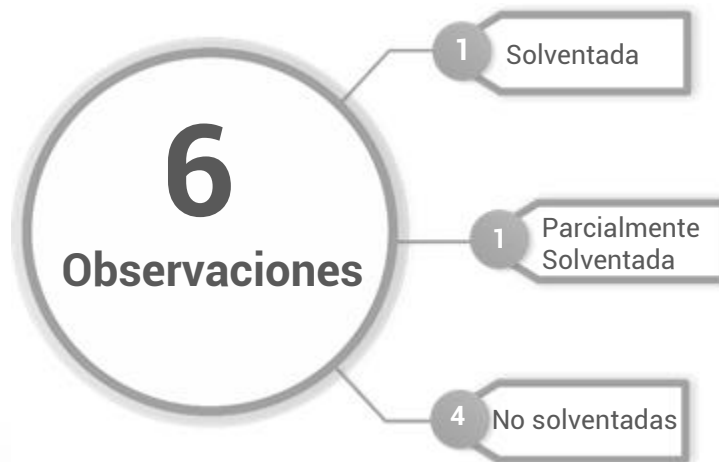 6
Observaciones
1
Solventada
1
Parcialmente
Solventada
4
No solventadas